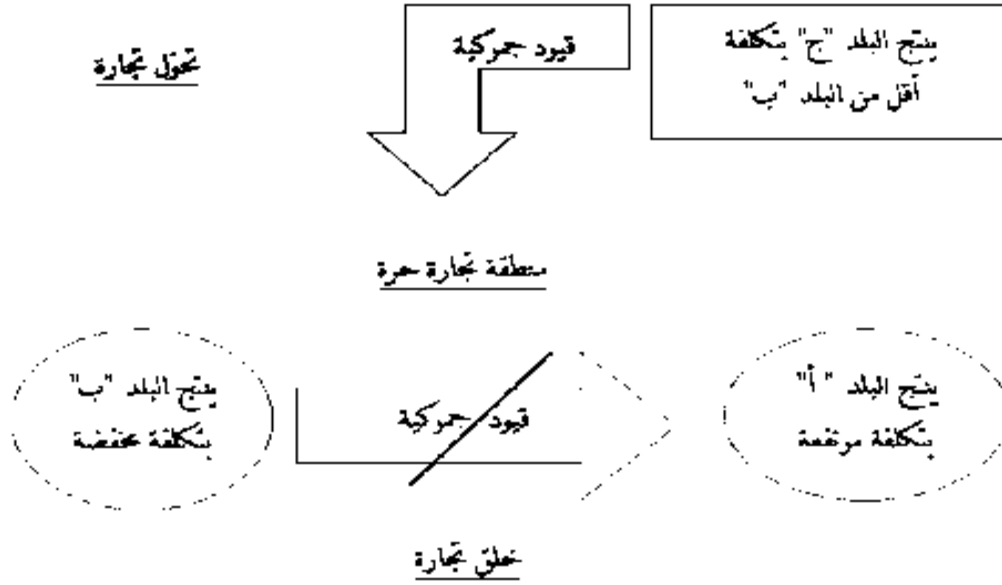 ينتج البلد "ج" بتكلفة
أقل من البلد "ب"
قيود جمركية
تحول تجارة
منطقة تجارة حرة
ينتج البلد "أ"
بتكلفة مرتفعة
قيود جمركية
ينتج البلد "ب"
بتكلفة مخفضة
خلق تجارة